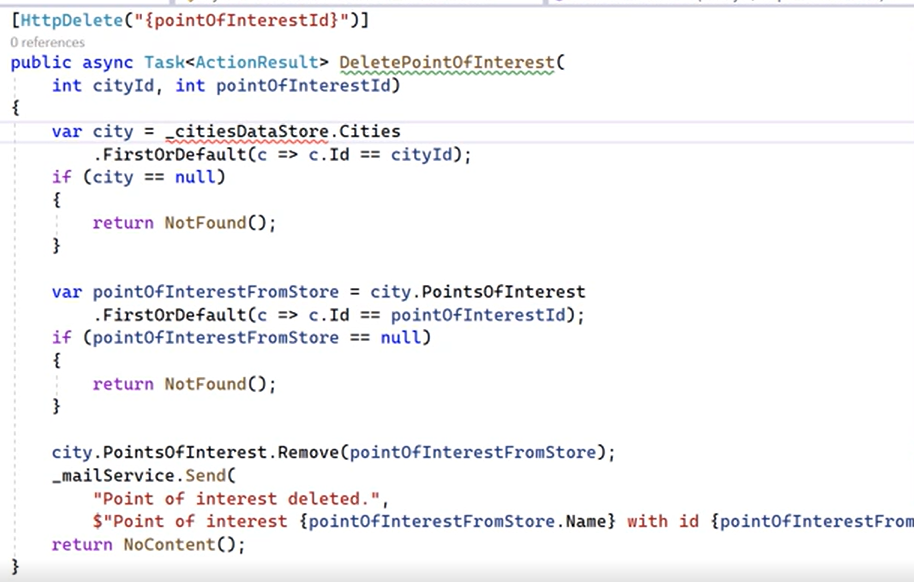 [HttpDelete("{pointOfInterestId}")]
0 references
public async Task<ActionResult> DeletePointOfInterest(
    int cityId, int pointOfInterestId)
{
    var city = _citiesDataStore.Cities
        .FirstOrDefault(c => c.Id == cityId);
    if (city == null)
    {
        return NotFound();
    }
    var pointOfInterestFromStore = city.PointsOfInterest
        .FirstOrDefault(c => c.Id == pointOfInterestId);
    if (pointOfInterestFromStore == null)
    {
        return NotFound();
    }
    city.PointsOfInterest.Remove(pointOfInterestFromStore);
    _mailService.Send(
        "Point of interest deleted.",
        $"Point of interest {pointOfInterestFromStore.Name} with id {pointOfInterestFrom
    return NoContent();
}